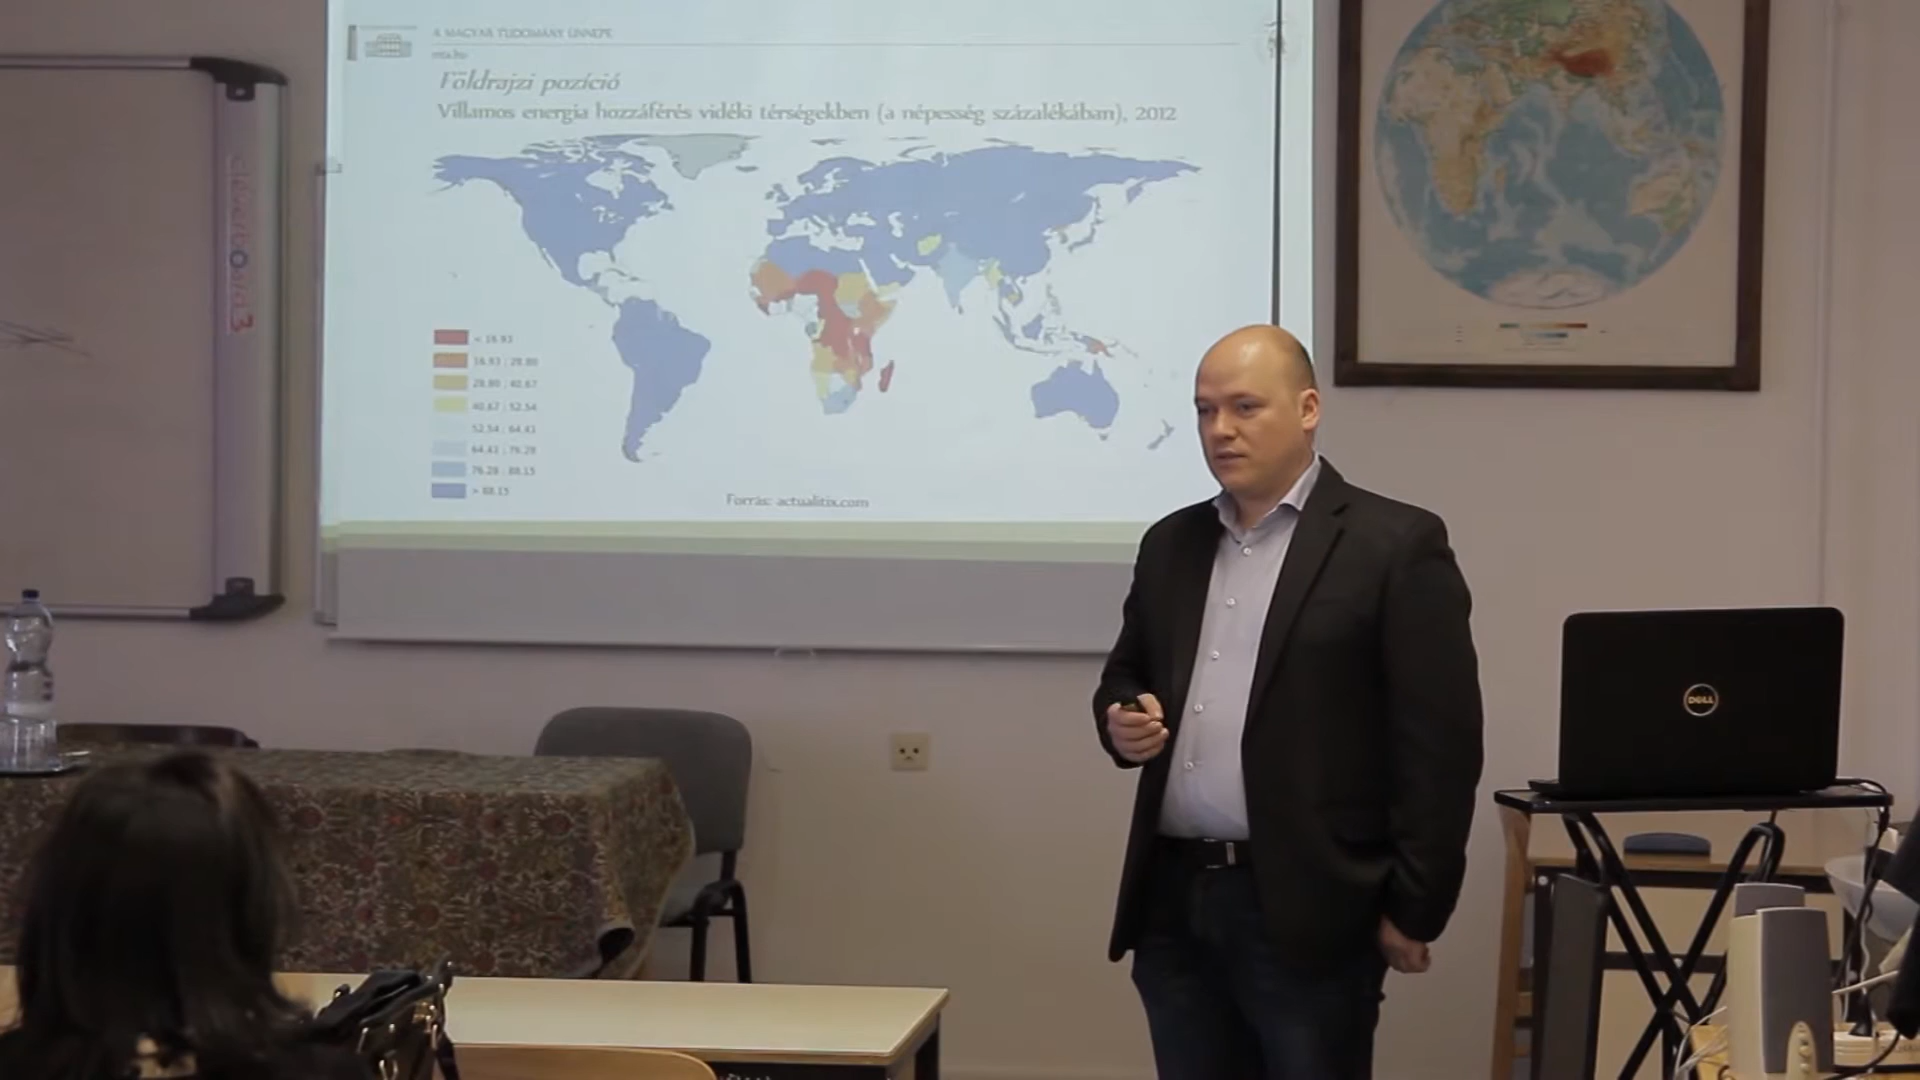 A MAGYAR TUDOMÁNY ÜNNEPE
mta.hu
Földrajzi pozíció
Villamos energia hozzáférés vidéki térségekben (a népesség százalékában), 2012
< 16.93
16.93 ; 28.80
28.80 ; 40.67
40.67 ; 52.54
52.54 ; 64.41
64.41 ; 76.28
76.28 ; 88.15
> 88.15
Forrás: actualitix.com
DELL